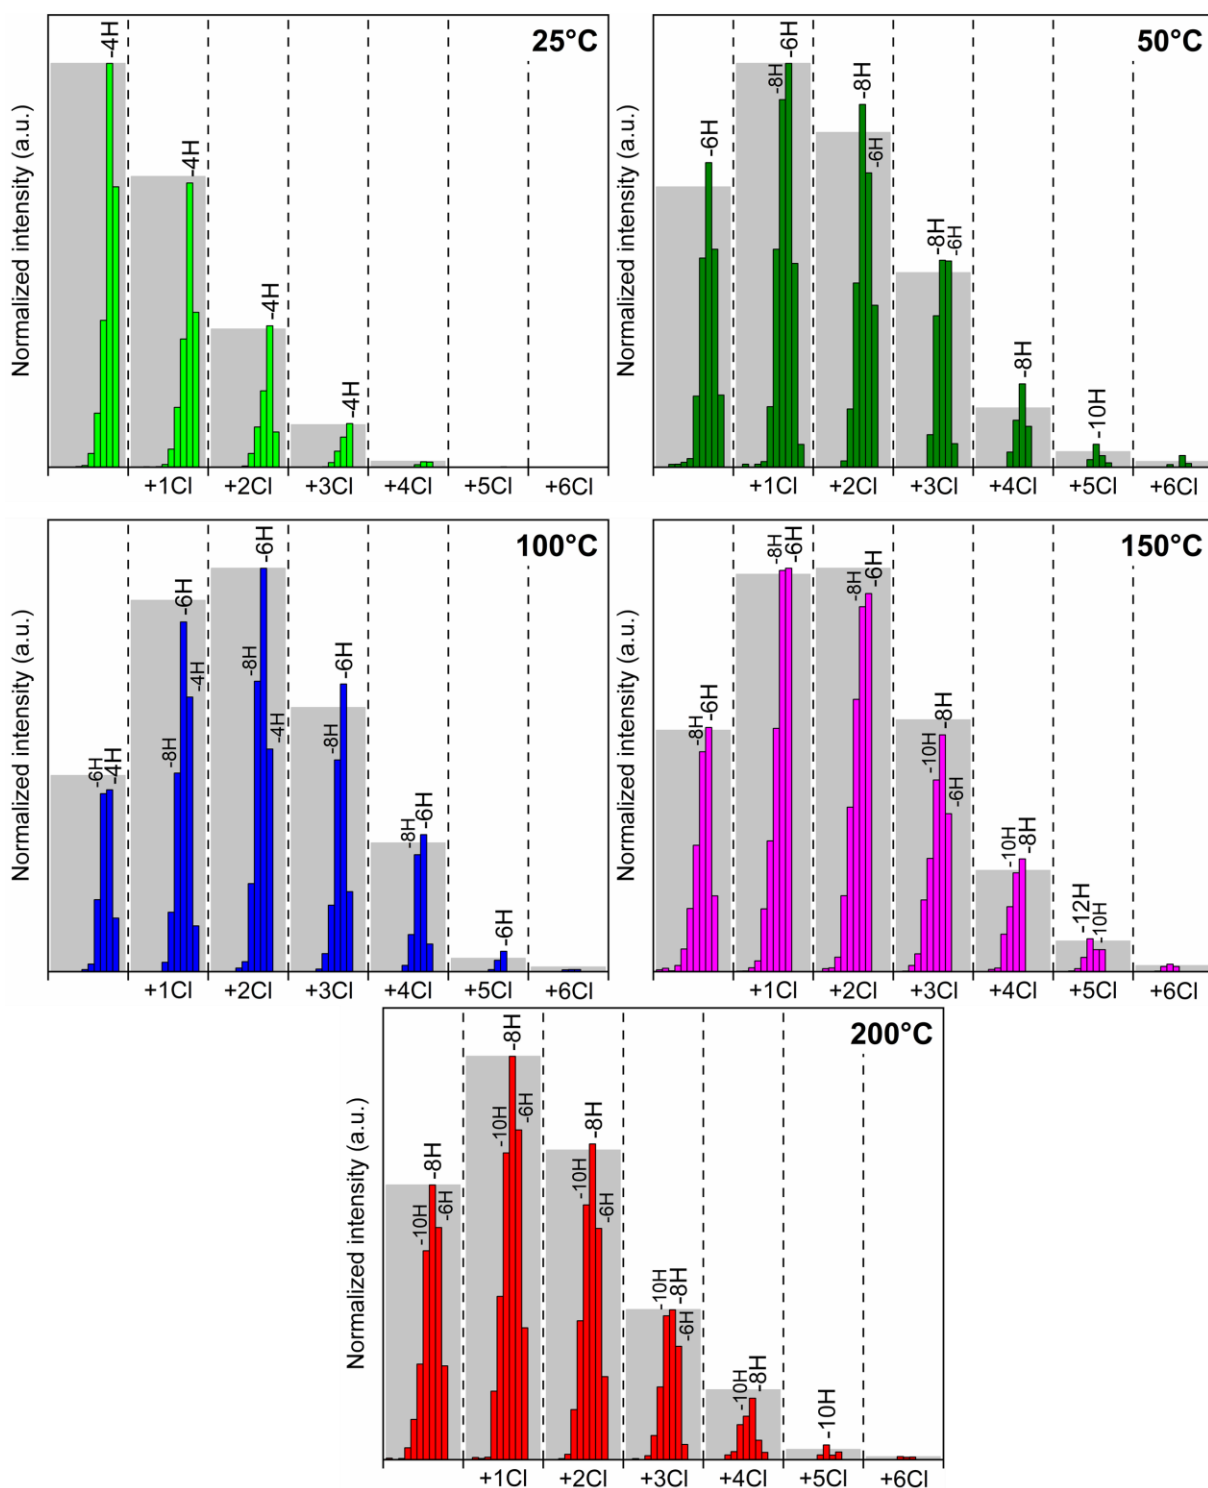 25°C
Normalized intensity (a.u.)
-4H
-4H
-4H
-4H
+1Cl +2Cl +3Cl +4Cl +5Cl +6Cl
50°C
Normalized intensity (a.u.)
-6H
-8H -6H
-8H -6H
-8H -6H
-8H
-10H
+1Cl +2Cl +3Cl +4Cl +5Cl +6Cl
100°C
Normalized intensity (a.u.)
-6H -4H
-8H -6H -4H
-8H -6H -4H
-8H -6H
-8H -6H
-6H
+1Cl +2Cl +3Cl +4Cl +5Cl +6Cl
150°C
Normalized intensity (a.u.)
-8H -6H
-8H -6H
-8H -6H
-10H -8H -6H
-10H -8H
-12H -10H
+1Cl +2Cl +3Cl +4Cl +5Cl +6Cl
200°C
Normalized intensity (a.u.)
-10H -8H -6H
-10H -8H -6H
-10H -8H -6H
-10H -8H -6H
-10H -8H
-10H
+1Cl +2Cl +3Cl +4Cl +5Cl +6Cl